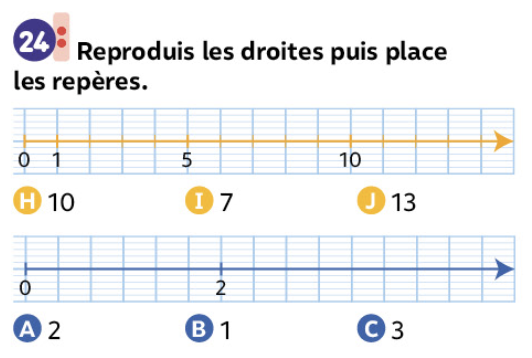 24 Reproduis les droites puis place
les repères.
0 1 5 10
H 10 I 7 J 13
0 2
A 2 B 1 C 3